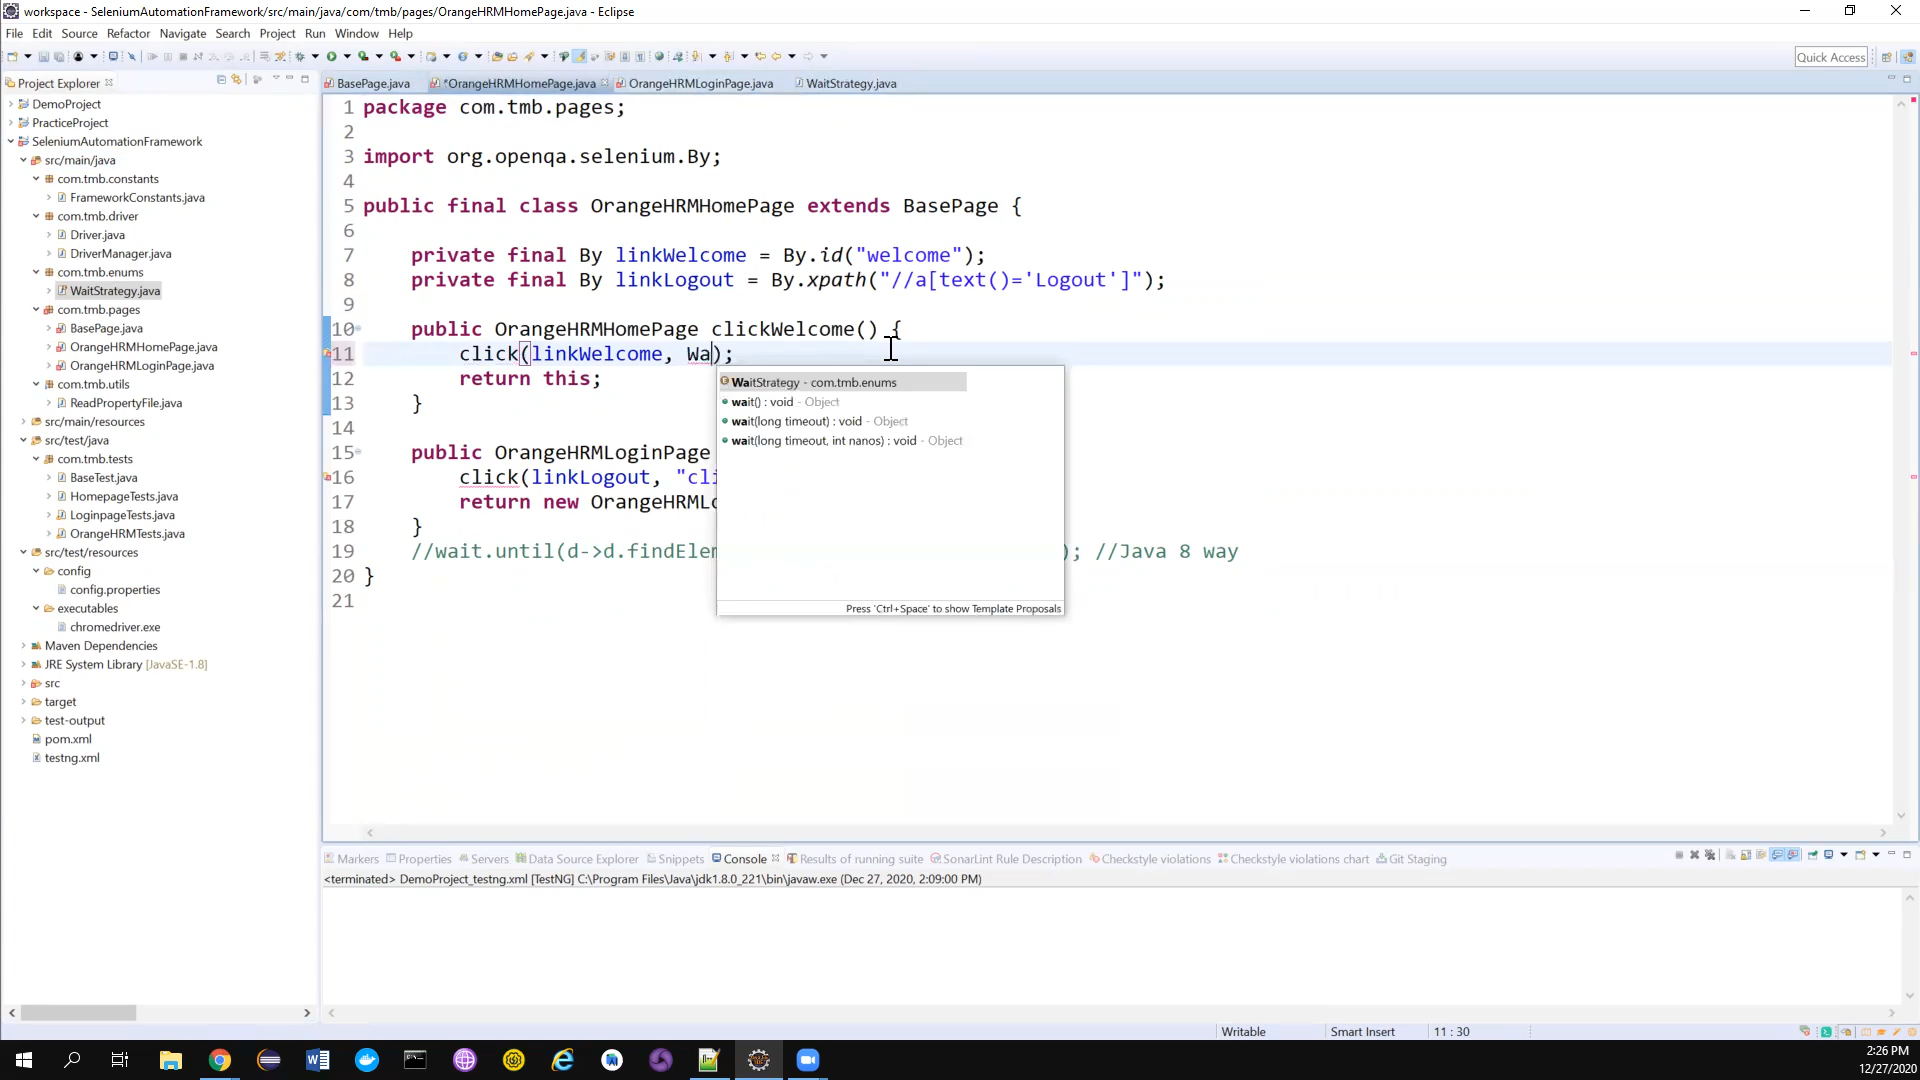 workspace - SeleniumAutomationFramework/src/main/java/com/tmb/pages/OrangeHRMHomePage.java - Eclipse
File Edit Source Refactor Navigate Search Project Run Window Help
Quick Access
Project Explorer
DemoProject
PracticeProject
SeleniumAutomationFramework
src/main/java
com.tmb.constants
FrameworkConstants.java
com.tmb.driver
Driver.java
DriverManager.java
com.tmb.enums
WaitStrategy.java
com.tmb.pages
BasePage.java
OrangeHRMHomePage.java
OrangeHRMLoginPage.java
com.tmb.utils
ReadPropertyFile.java
src/main/resources
src/test/java
com.tmb.tests
BaseTest.java
HomepageTests.java
LoginpageTests.java
OrangeHRMTests.java
src/test/resources
config
config.properties
executables
chromedriver.exe
Maven Dependencies
JRE System Library [JavaSE-1.8]
src
target
test-output
pom.xml
testng.xml
BasePage.java *OrangeHRMHomePage.java OrangeHRMLoginPage.java WaitStrategy.java
1 package com.tmb.pages;
2
3 import org.openqa.selenium.By;
4
5 public final class OrangeHRMHomePage extends BasePage {
6
7 private final By linkWelcome = By.id("welcome");
8 private final By linkLogout = By.xpath("//a[text()='Logout']");
9
10 public OrangeHRMHomePage clickWelcome() {
11 click(linkWelcome, Wa);
12 return this;
13 }
14
15 public OrangeHRMLoginPage
16 click(linkLogout, "cli
17 return new OrangeHRMLo
18 }
19 //wait.until(d->d.findElem ); //Java 8 way
20 }
21
WaitStrategy - com.tmb.enums
wait() : void - Object
wait(long timeout) : void - Object
wait(long timeout, int nanos) : void - Object
Press 'Ctrl+Space' to show Template Proposals
Markers Properties Servers Data Source Explorer Snippets Console Results of running suite SonarLint Rule Description Checkstyle violations Checkstyle violations chart Git Staging
<terminated> DemoProject_testng.xml [TestNG] C:\Program Files\Java\jdk1.8.0_221\bin\javaw.exe (Dec 27, 2020, 2:09:00 PM)
Writable Smart Insert 11 : 30
2:26 PM
12/27/2020